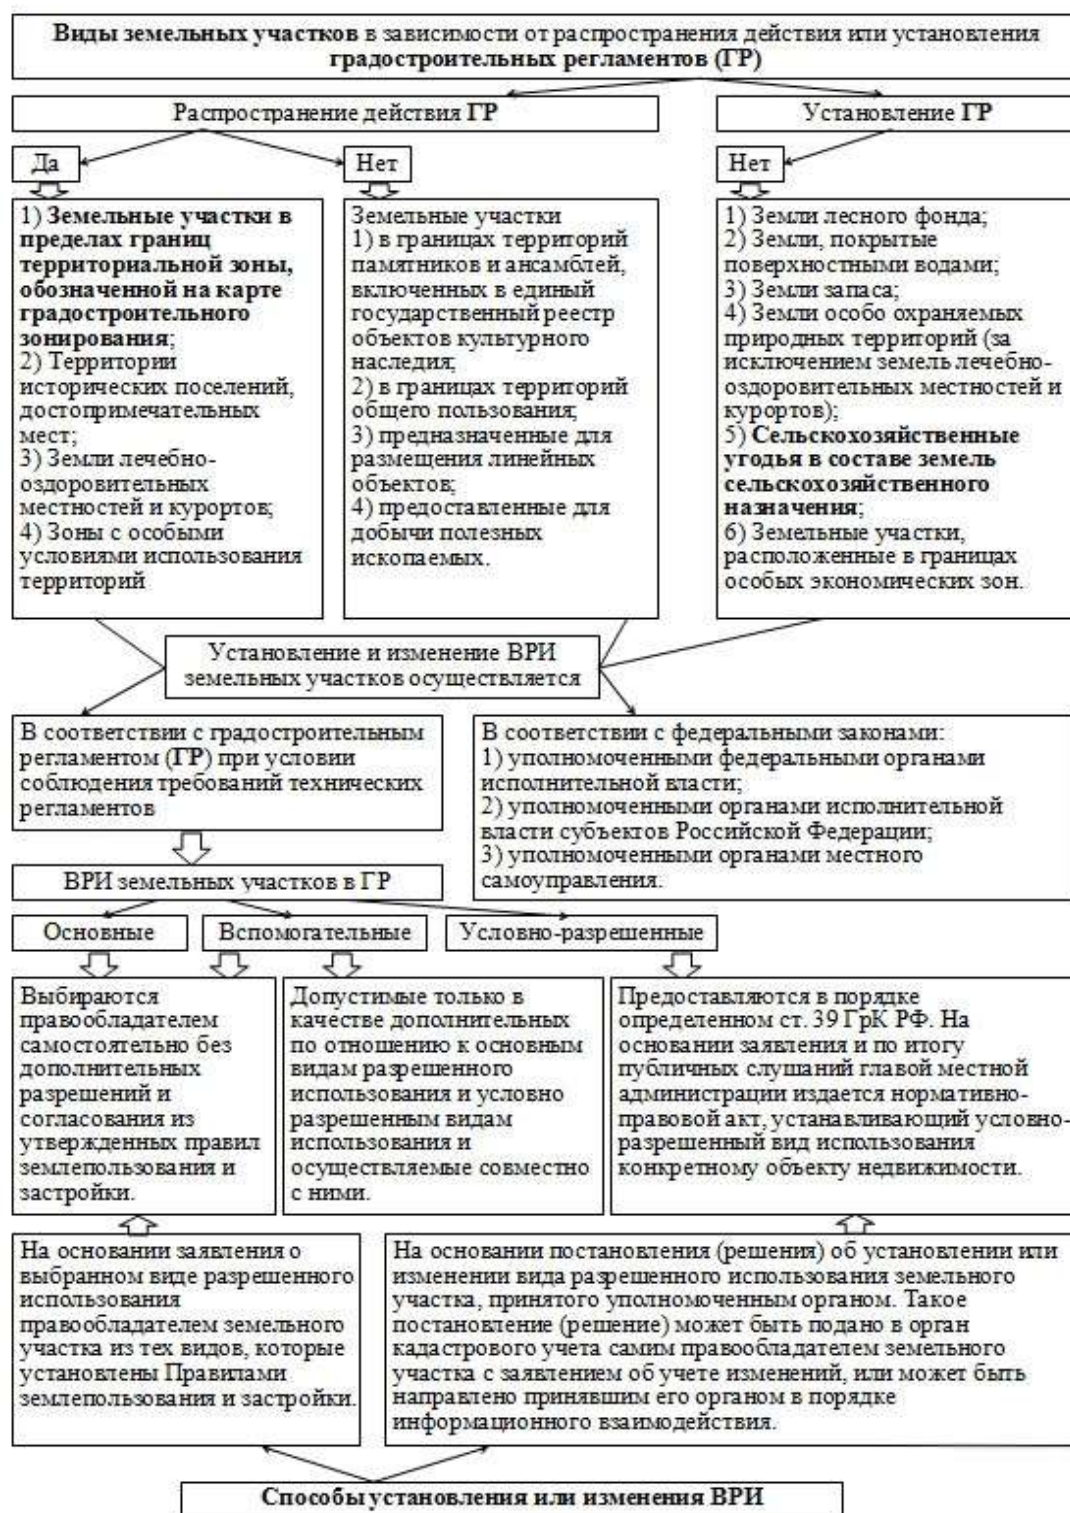 Виды земельных участков в зависимости от распространения действия или установления
градостроительных регламентов (ГР)
Распространение действия ГР
Установление ГР
Да
Нет
Нет
1) Земельные участки в
пределах границ
территориальной зоны,
обозначенной на карте
градостроительного
зонирования;
2) Территории
исторических поселений,
достопримечательных
мест;
3) Земли лечебно-
оздоровительных
местностей и курортов;
4) Зоны с особыми
условиями использования
территорий
Земельные участки
1) в границах территорий
памятников и ансамблей,
включенных в единый
государственный реестр
объектов культурного
наследия;
2) в границах территорий
общего пользования;
3) предназначенные для
размещения линейных
объектов;
4) предоставленные для
добычи полезных
ископаемых.
1) Земли лесного фонда;
2) Земли, покрытые
поверхностными водами;
3) Земли запаса;
4) Земли особо охраняемых
природных территорий (за
исключением земель лечебно-
оздоровительных местностей и
курортов);
5) Сельскохозяйственные
угодья в составе земель
сельскохозяйственного
назначения;
6) Земельные участки,
расположенные в границах
особых экономических зон.
Установление и изменение ВРИ
земельных участков осуществляется
В соответствии с градостроительным
регламентом (ГР) при условии
соблюдения требований технических
регламентов
В соответствии с федеральными законами:
1) уполномоченными федеральными органами
исполнительной власти;
2) уполномоченными органами исполнительной
власти субъектов Российской Федерации;
3) уполномоченными органами местного
самоуправления.
ВРИ земельных участков в ГР
Основные
Вспомогательные
Условно-разрешенные
Выбираются
правообладателем
самостоятельно без
дополнительных
разрешений и
согласования из
утвержденных правил
землепользования и
застройки.
Допустимые только в
качестве дополнительных
по отношению к основным
видам разрешенного
использования и условно
разрешенным видам
использования и
осуществляемые совместно
с ними.
Предоставляются в порядке
определенном ст. 39 ГрК РФ. На
основании заявления и по итогу
публичных слушаний главой местной
администрации издается нормативно-
правовой акт, устанавливающий условно-
разрешенный вид использования
конкретному объекту недвижимости.
На основании заявления о
выбранном виде разрешенного
использования
правообладателем земельного
участка из тех видов, которые
установлены Правилами
землепользования и застройки.
На основании постановления (решения) об установлении или
изменении вида разрешенного использования земельного
участка, принятого уполномоченным органом. Такое
постановление (решение) может быть подано в орган
кадастрового учета самим правообладателем земельного
участка с заявлением об учете изменений, или может быть
направлено принявшим его органом в порядке
информационного взаимодействия.
Способы установления или изменения ВРИ